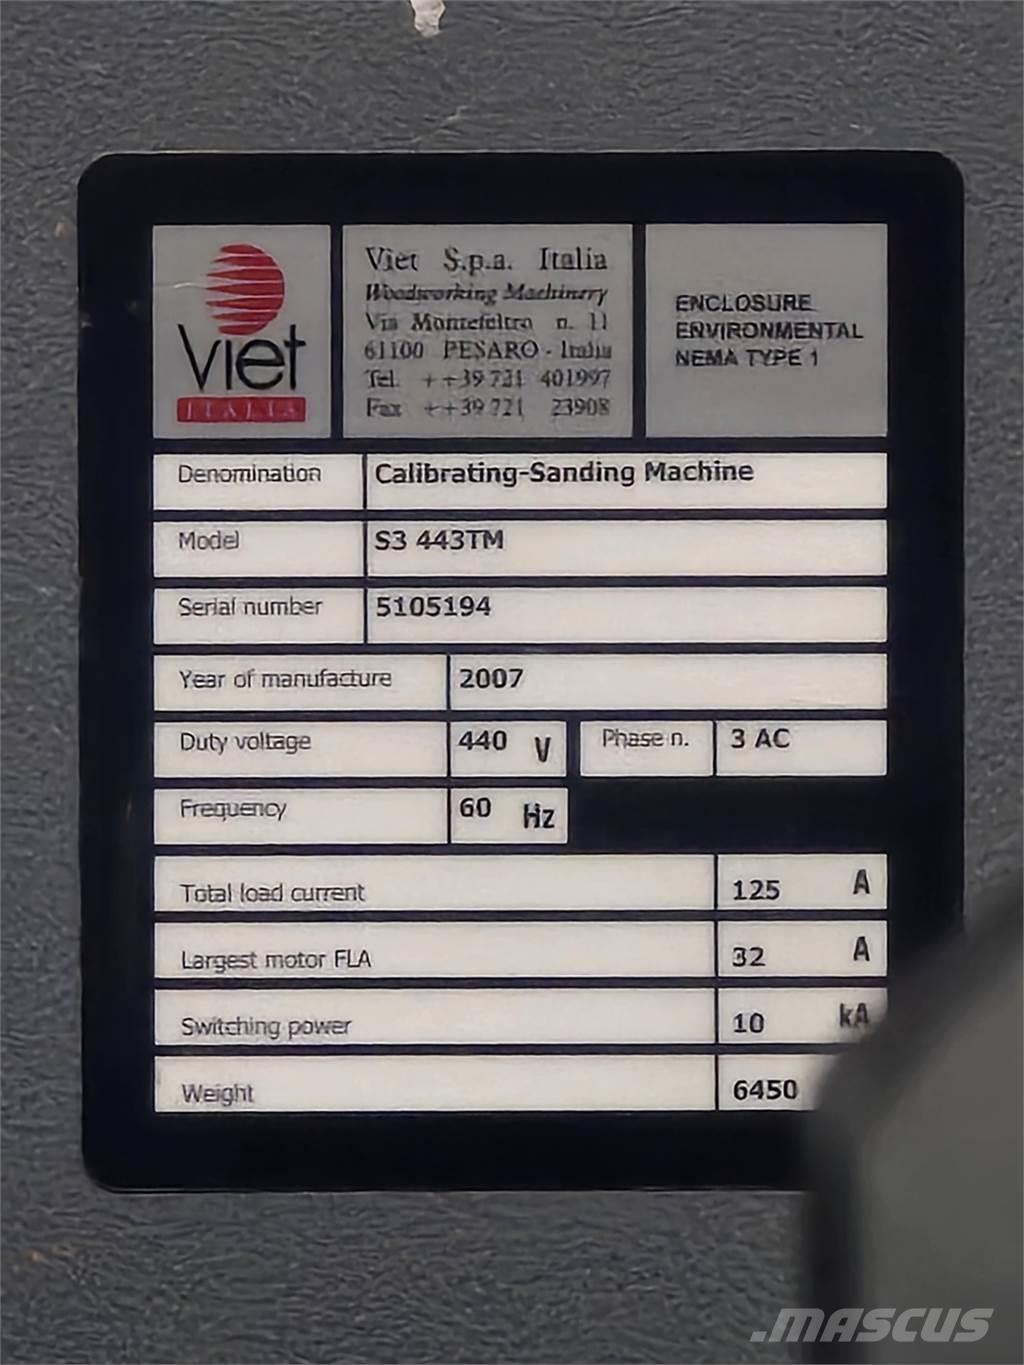 Viet
ITALIA
Viet S.p.a. Italia
Woodworking Machinery
Via Montefeltro n. 11
61100 PESARO - Italia
Tel. ++39 721 401997
Fax ++39 721 23908
ENCLOSURE
ENVIRONMENTAL
NEMA TYPE 1
Denomination Calibrating-Sanding Machine
Model S3 443TM
Serial number 5105194
Year of manufacture 2007
Duty voltage 440 V Phase n. 3 AC
Frequency 60 Hz
Total load current 125 A
Largest motor FLA 32 A
Switching power 10 kA
Weight 6450
.MASCUS